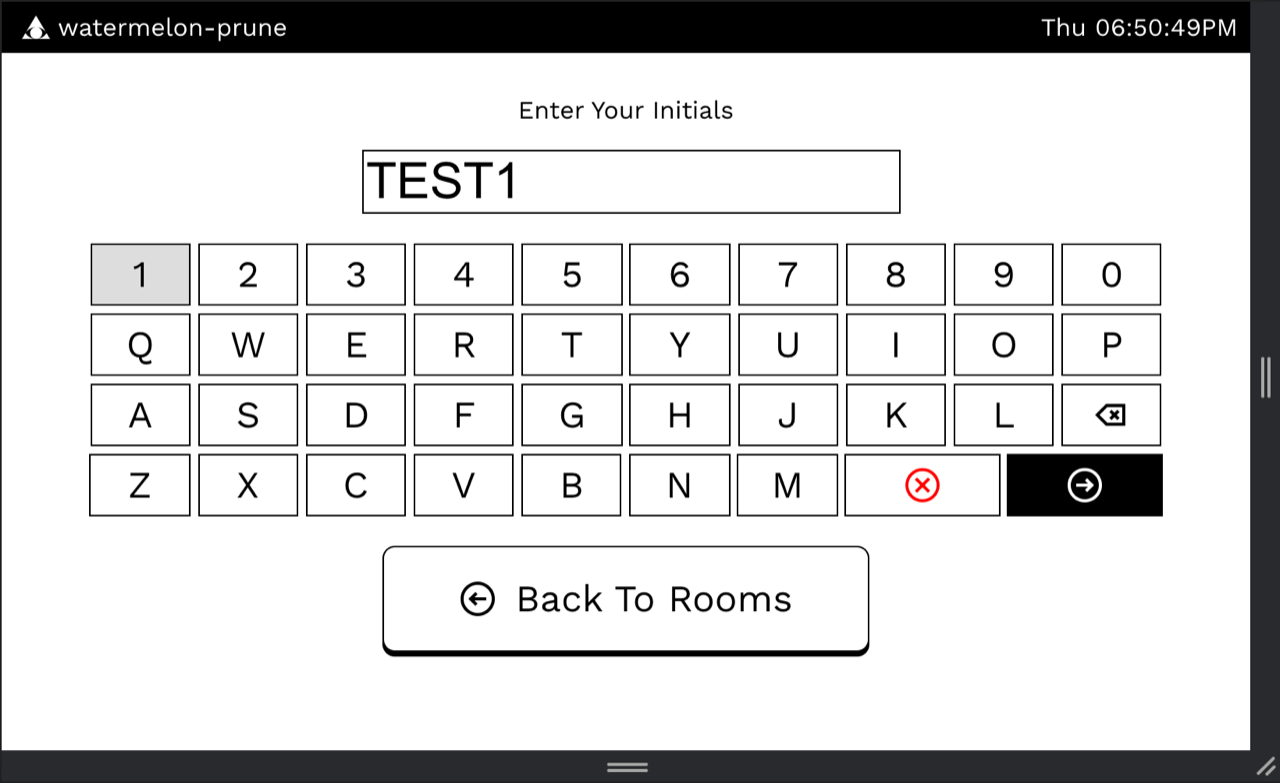 watermelon-prune Thu 06:50:49PM
Enter Your Initials
TEST1
1 2 3 4 5 6 7 8 9 0
Q W E R T Y U I O P
A S D F G H J K L
Z X C V B N M
Back To Rooms